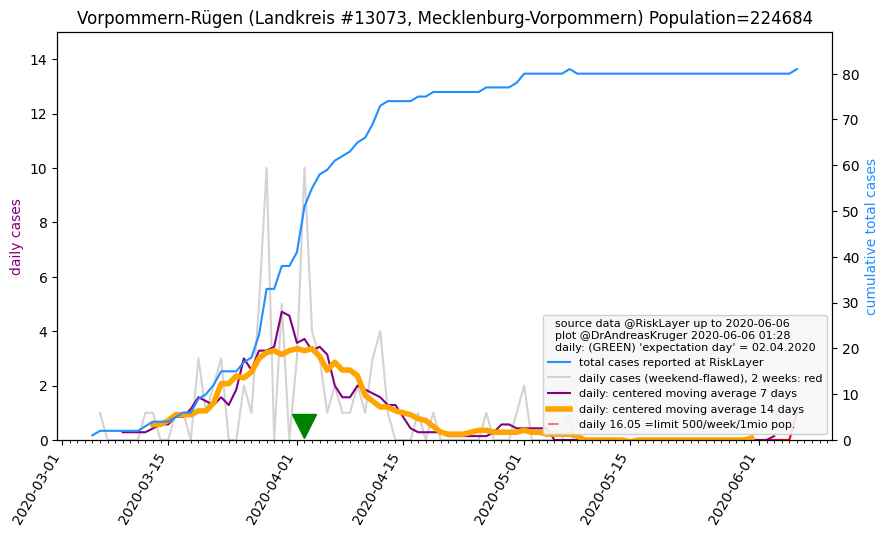 Vorpommern-Rügen (Landkreis #13073, Mecklenburg-Vorpommern) Population=224684
14
12
10
8
6
4
2
0
daily cases
80
70
60
50
40
30
20
10
0
cumulative total cases
source data @RiskLayer up to 2020-06-06
plot @DrAndreasKruger 2020-06-06 01:28
daily: (GREEN) 'expectation day' = 02.04.2020
total cases reported at RiskLayer
daily cases (weekend-flawed), 2 weeks: red
daily: centered moving average 7 days
daily: centered moving average 14 days
daily 16.05 =limit 500/week/1mio pop.
2020-03-01
2020-03-15
2020-04-01
2020-04-15
2020-05-01
2020-05-15
2020-06-01